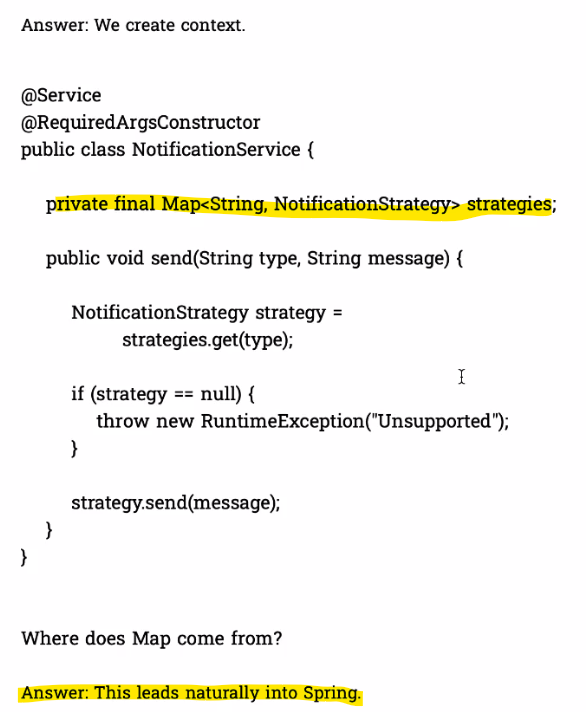 Answer: We create context.
@Service
@RequiredArgsConstructor
public class NotificationService {
private final Map<String, NotificationStrategy> strategies;
public void send(String type, String message) {
NotificationStrategy strategy =
strategies.get(type);
if (strategy == null) {
throw new RuntimeException("Unsupported");
}
strategy.send(message);
}
}
Where does Map come from?
Answer: This leads naturally into Spring.